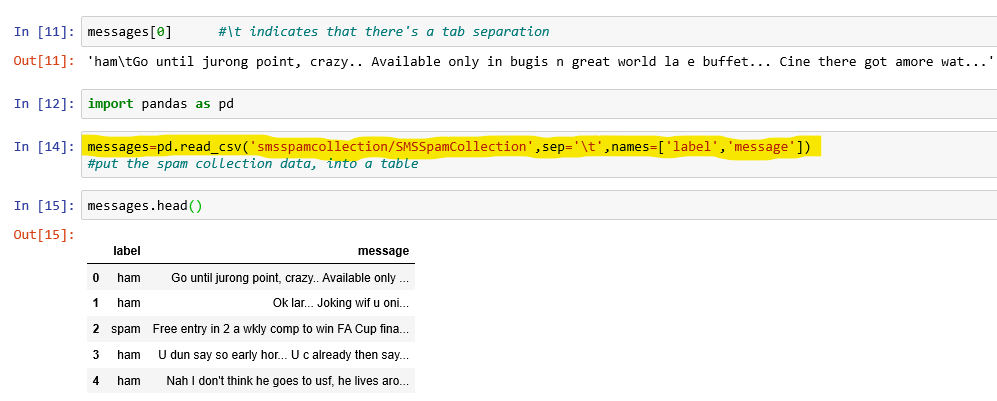 In [11]: messages[0] #\t indicates that there's a tab separation
Out[11]: 'ham\tGo until jurong point, crazy.. Available only in bugis n great world la e buffet... Cine there got amore wat...'
In [12]: import pandas as pd
In [14]: messages=pd.read_csv('smsspamcollection/SMSSpamCollection',sep='\t',names=['label','message'])
#put the spam collection data, into a table
In [15]: messages.head()
Out[15]:
label message
0 ham Go until jurong point, crazy.. Available only ...
1 ham Ok lar... Joking wif u oni...
2 spam Free entry in 2 a wkly comp to win FA Cup fina...
3 ham U dun say so early hor... U c already then say...
4 ham Nah I don't think he goes to usf, he lives aro...